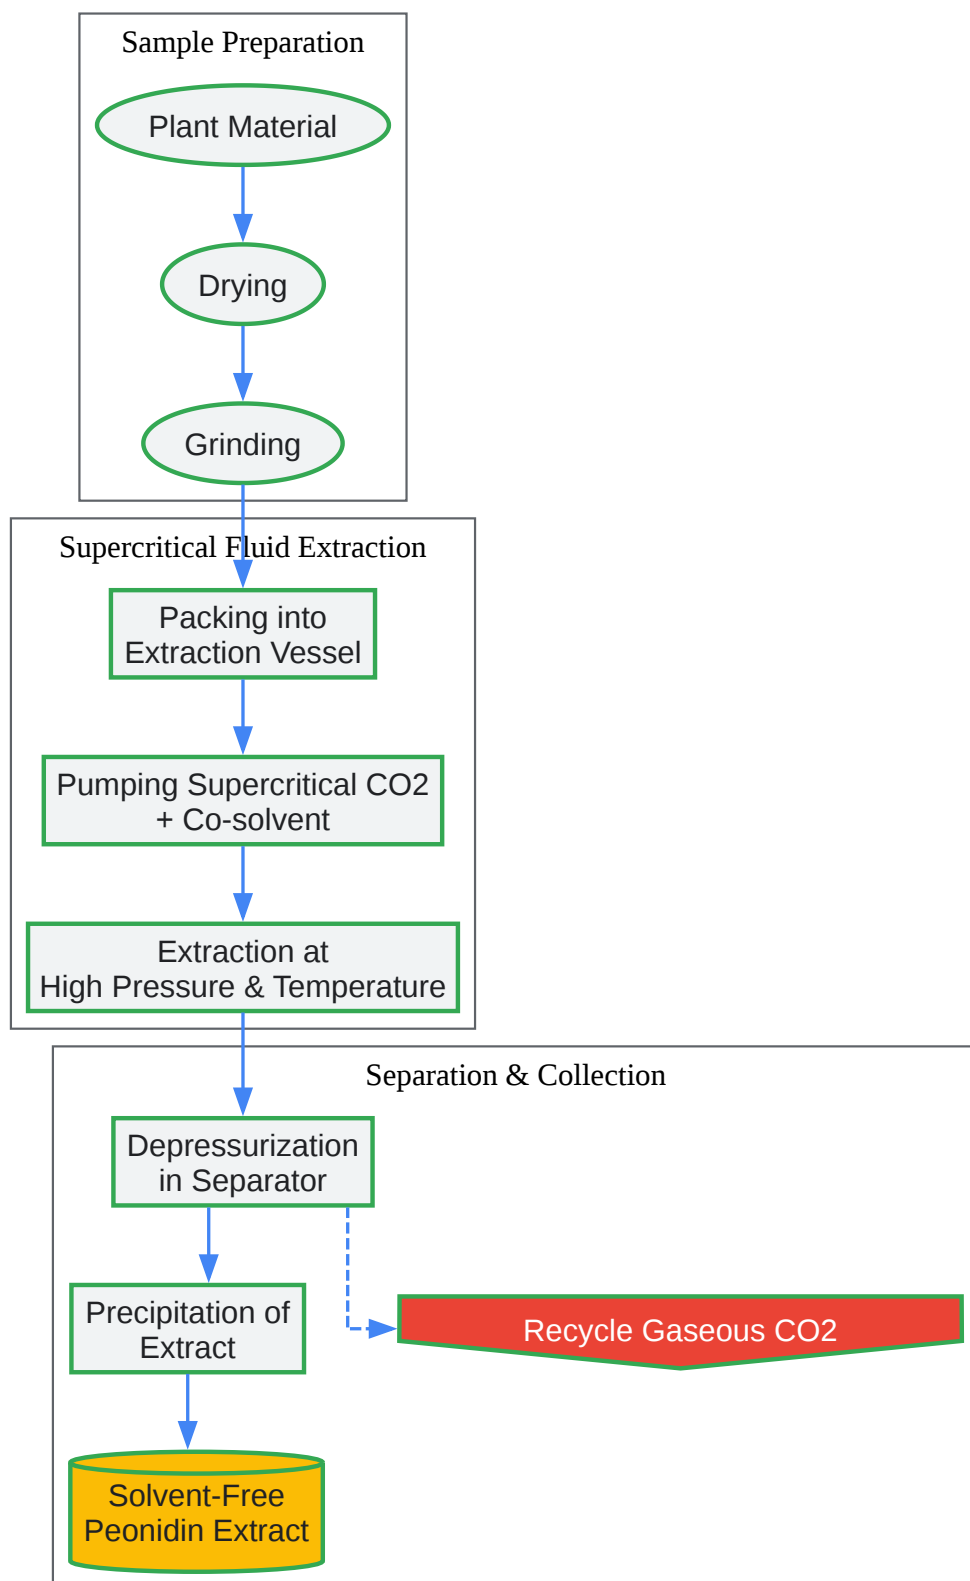 Sample Preparation
Plant Material
Drying
Grinding
Supercritical Fluid Extraction
Packing into
Extraction Vessel
Pumping Supercritical CO2
+ Co-solvent
Extraction at
High Pressure & Temperature
Separation & Collection
Depressurization
in Separator
Precipitation of
Extract
Recycle Gaseous CO2
Solvent-Free
Peonidin Extract